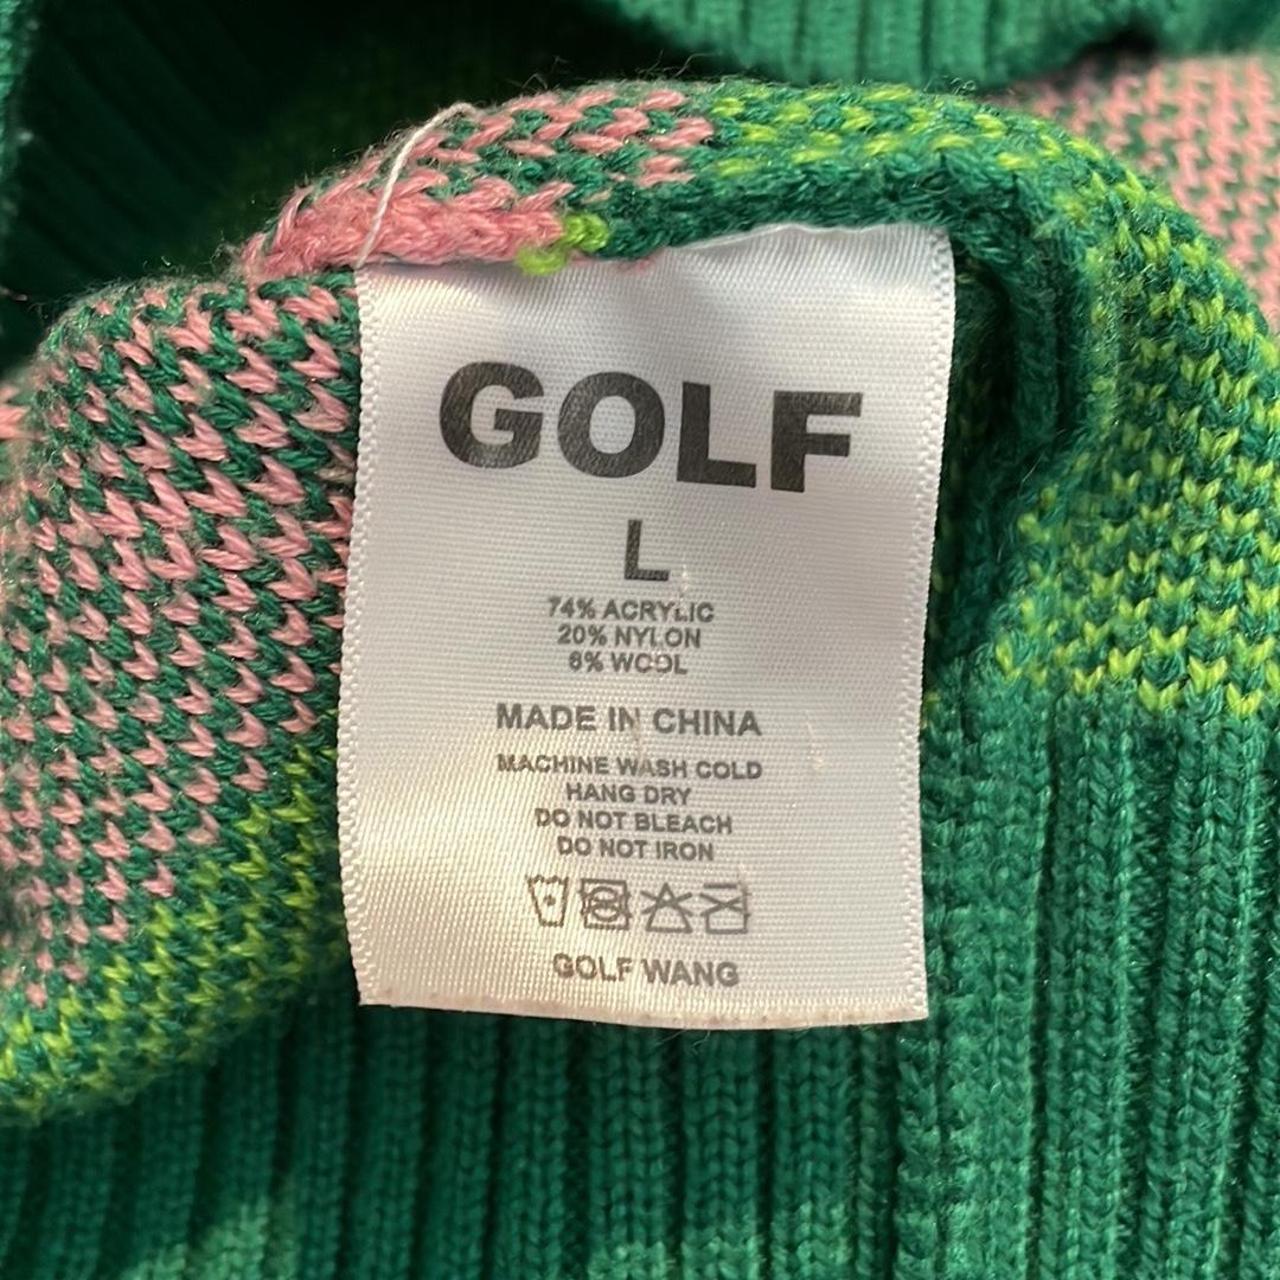 GOLF
L
74% ACRYLIC
20% NYLON
6% WOOL
MADE IN CHINA
MACHINE WASH COLD
HANG DRY
DO NOT BLEACH
DO NOT IRON
GOLF WANG